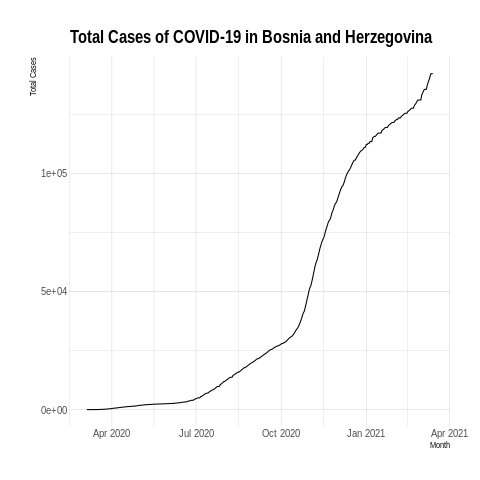 Total Cases of COVID-19 in Bosnia and Herzegovina
Total Cases
1e+05
5e+04
0e+00
Apr 2020 Jul 2020 Oct 2020 Jan 2021 Apr 2021
Month